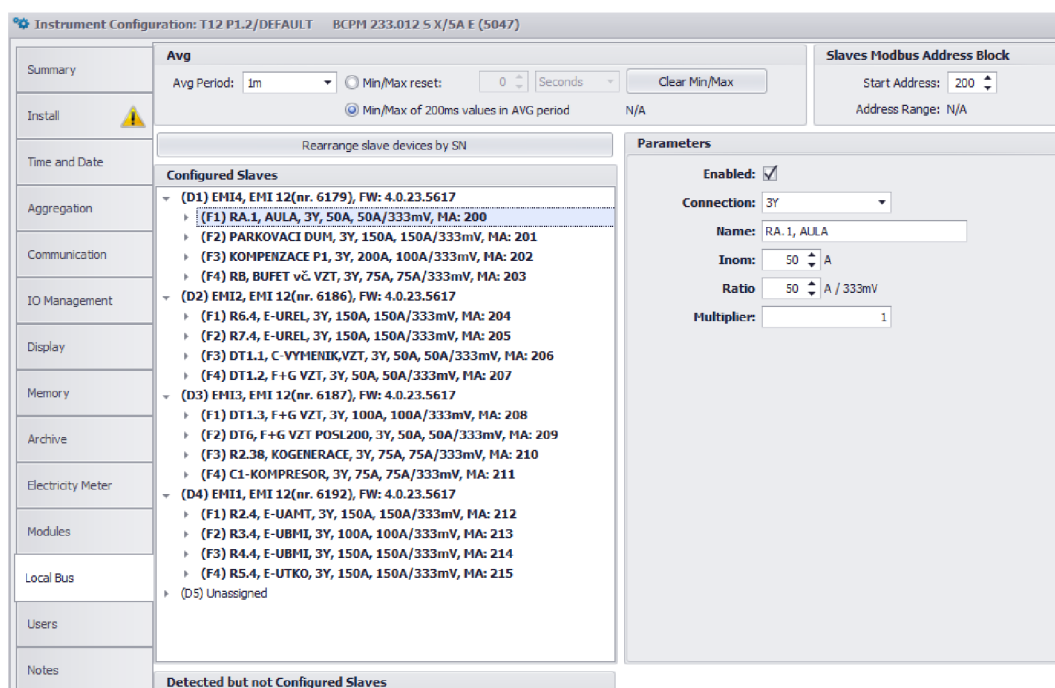 Instrument Configuration: T12 P1.2/DEFAULT BCPM 233.012 S X/5A E (5047)
Summary
Install
Time and Date
Aggregation
Communication
IO Management
Display
Memory
Archive
Electricity Meter
Modules
Local Bus
Users
Notes
Avg
Avg Period: 1m Min/Max reset: 0 Seconds Clear Min/Max
Min/Max of 200ms values in AVG period N/A
Slaves Modbus Address Block
Start Address: 200
Address Range: N/A
Rearrange slave devices by SN
Configured Slaves
(D1) EMI4, EMI 12(nr. 6179), FW: 4.0.23.5617
(F1) RA.1, AULA, 3Y, 50A, 50A/333mV, MA: 200
(F2) PARKOVACI DUM, 3Y, 150A, 150A/333mV, MA: 201
(F3) KOMPENZACE P1, 3Y, 200A, 100A/333mV, MA: 202
(F4) RB, BUFET vč. VZT, 3Y, 75A, 75A/333mV, MA: 203
(D2) EMI2, EMI 12(nr. 6186), FW: 4.0.23.5617
(F1) R6.4, E-UREL, 3Y, 150A, 150A/333mV, MA: 204
(F2) R7.4, E-UREL, 3Y, 150A, 150A/333mV, MA: 205
(F3) DT1.1, C-VYMENIK,VZT, 3Y, 50A, 50A/333mV, MA: 206
(F4) DT1.2, F+G VZT, 3Y, 50A, 50A/333mV, MA: 207
(D3) EMI3, EMI 12(nr. 6187), FW: 4.0.23.5617
(F1) DT1.3, F+G VZT, 3Y, 100A, 100A/333mV, MA: 208
(F2) DT6, F+G VZT POSL200, 3Y, 50A, 50A/333mV, MA: 209
(F3) R2.38, KOGENERACE, 3Y, 75A, 75A/333mV, MA: 210
(F4) C1-KOMPRESOR, 3Y, 75A, 75A/333mV, MA: 211
(D4) EMI1, EMI 12(nr. 6192), FW: 4.0.23.5617
(F1) R2.4, E-UAMT, 3Y, 150A, 150A/333mV, MA: 212
(F2) R3.4, E-UBMI, 3Y, 100A, 100A/333mV, MA: 213
(F3) R4.4, E-UBMI, 3Y, 150A, 150A/333mV, MA: 214
(F4) R5.4, E-UTKO, 3Y, 150A, 150A/333mV, MA: 215
(D5) Unassigned
Detected but not Configured Slaves
Parameters
Enabled:
Connection: 3Y
Name: RA.1, AULA
Inom: 50 A
Ratio 50 A / 333mV
Multiplier: 1